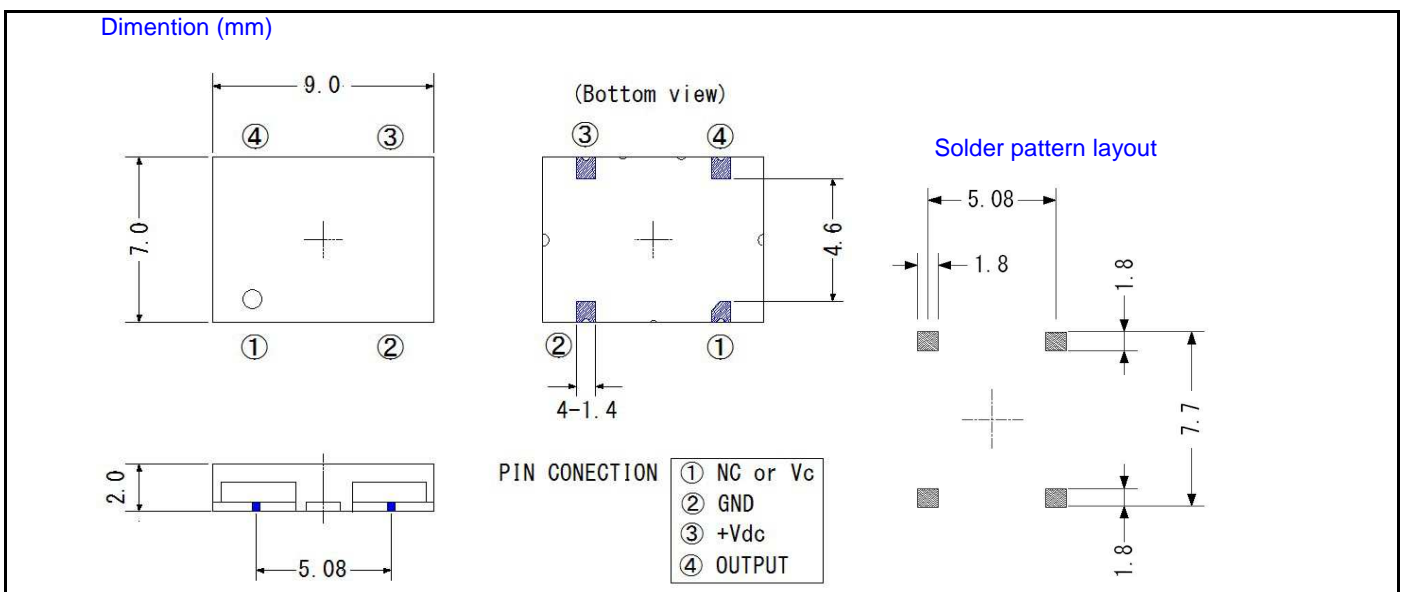 Dimention (mm)
9.0
④ ③
7.0
① ②
(Bottom view)
③ ④
4.6
② ①
4-1.4
Solder pattern layout
5.08
1.8
1.8
7.7
1.8
2.0
5.08
PIN CONECTION
① NC or Vc
② GND
③ +Vdc
④ OUTPUT